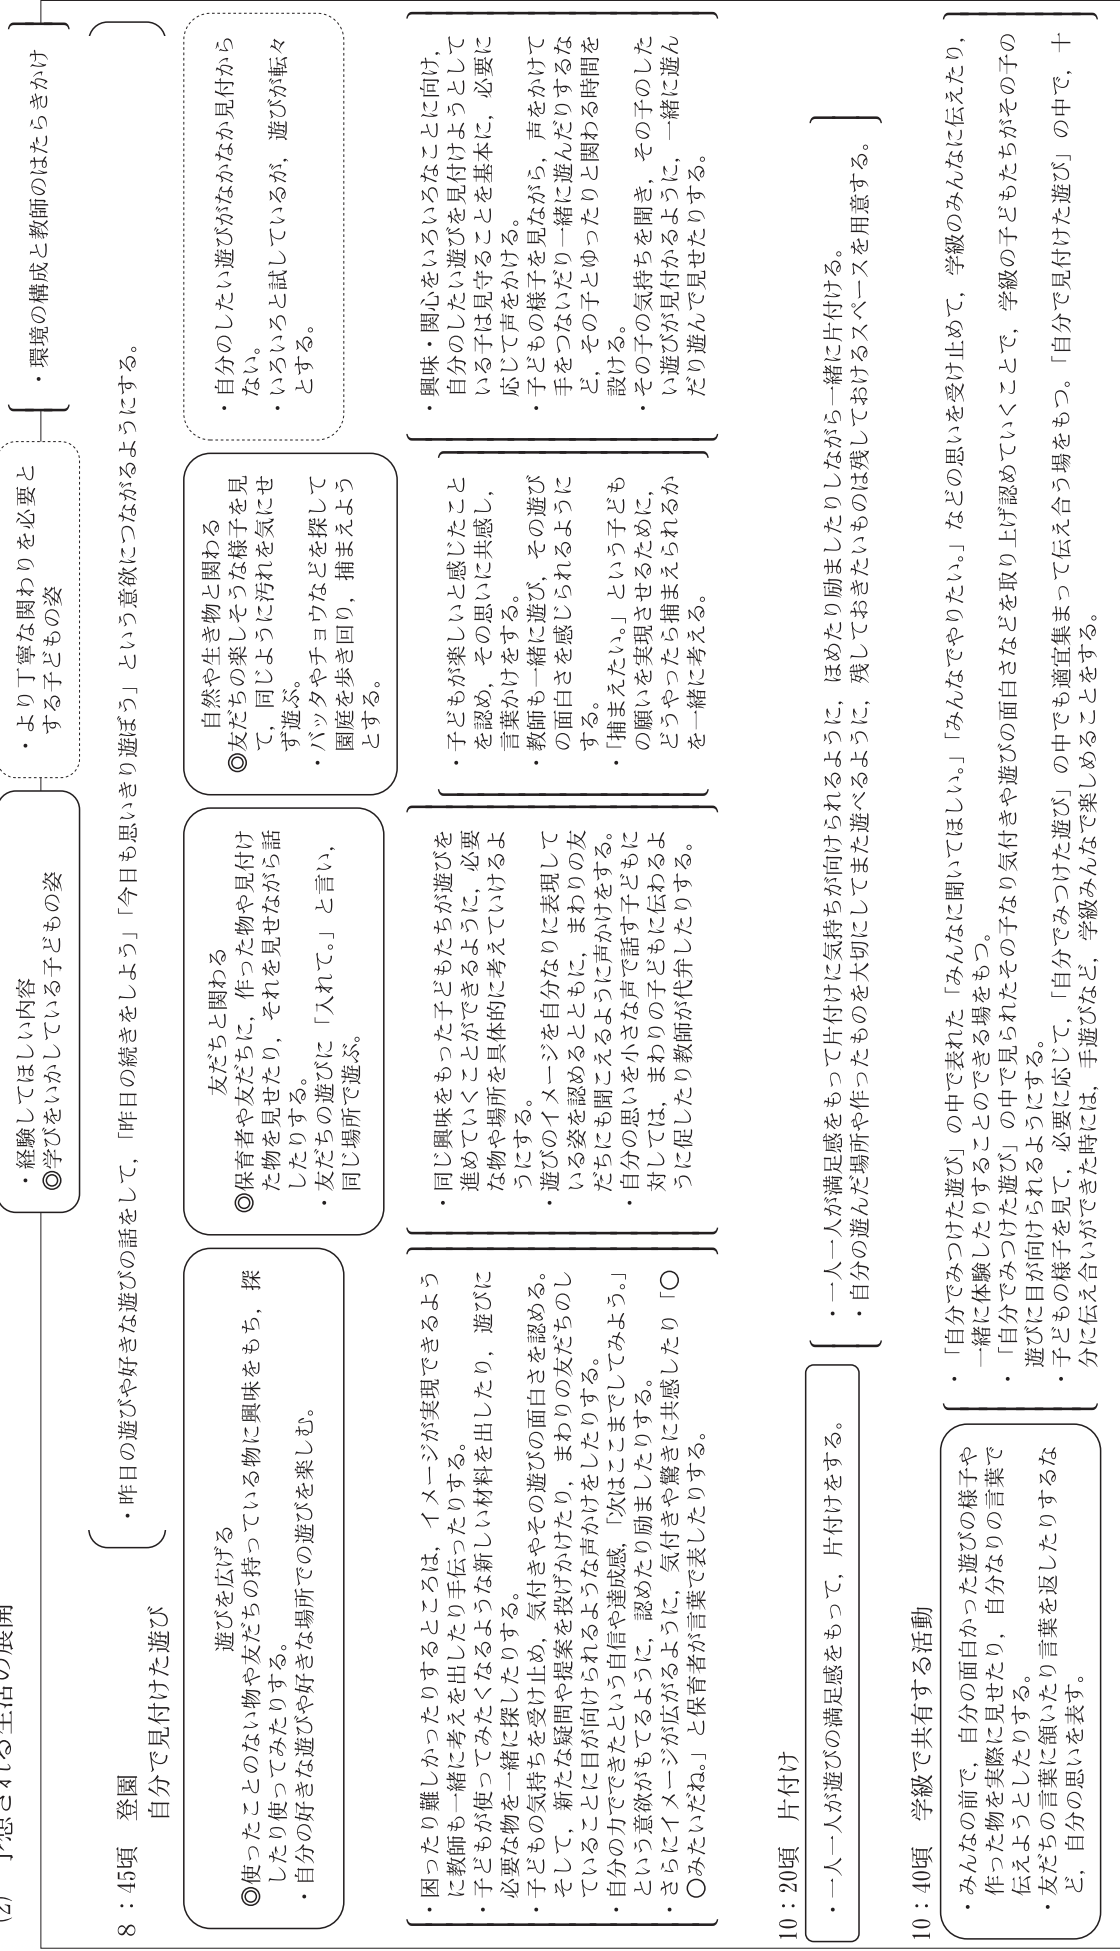 (2) 予想される生活の展開
・経験してほしい内容
◎学びをいかしている子どもの姿
・より丁寧な関わりを必要と
する子どもの姿
・環境の構成と教師のはたらきかけ
8：45頃　登園
・昨日の遊びや好きな遊びの話をして，「昨日の続きをしよう」「今日も思いきり遊ぼう」という意欲につながるようにする。
自分で見付けた遊び
遊びを広げる
◎使ったことのない物や友だちの持っている物に興味をもち，探
したり使ってみたりする。
・自分の好きな遊びや好きな場所での遊びを楽しむ。
友だちと関わる
◎保育者や友だちに，作った物や見付け
た物を見せたり，それを見せながら話
したりする。
・友だちの遊びに「入れて。」と言い，
同じ場所で遊ぶ。
自然や生き物と関わる
◎友だちの楽しそうな様子を見
て，同じように汚れを気にせ
ず遊ぶ。
・バッタやチョウなどを探して
園庭を歩き回り，捕まえよう
とする。
・自分のしたい遊びがなかなか見付から
ない。
・いろいろと試しているが，遊びが転々
とする。
・困ったり難しかったりするところは，イメージが実現できるよう
に教師も一緒に考えを出したり手伝ったりする。
・子どもが使ってみたくなるような新しい材料を出したり，遊びに
必要な物を一緒に探したりする。
・子どもの気持ちを受け止め，気付きやその遊びの面白さを認める。
そして，新たな疑問や提案を投げかけたり，まわりの友だちのし
ていることに目が向けられるような声かけをしたりする。
・自分の力でできたという自信や達成感，「次はここまでしてみよう。」
という意欲がもてるように，認めたり励ましたりする。
・さらにイメージが広がるように，気付きや驚きに共感したり「〇
〇みたいだね。」と保育者が言葉で表したりする。
・同じ興味をもった子どもたちが遊びを
進めていくことができるように，必要
な物や場所を具体的に考えていけるよ
うにする。
・遊びのイメージを自分なりに表現して
いる姿を認めるとともに，まわりの友
だちにも聞こえるように声かけをする。
・自分の思いを小さな声で話す子どもに
対しては，まわりの子どもに伝わるよ
うに促したり教師が代弁したりする。
・子どもが楽しいと感じたこと
を認め，その思いに共感し，
言葉かけをする。
・教師も一緒に遊び，その遊び
の面白さを感じられるように
する。
・「捕まえたい。」という子ども
の願いを実現させるために，
どうやったら捕まえられるか
を一緒に考える。
・興味・関心をいろいろなことに向け，
自分のしたい遊びを見付けようとして
いる子は見守ることを基本に，必要に
応じて声をかける。
・子どもの様子を見ながら，声をかけて
手をつないだり一緒に遊んだりするな
ど，その子とゆったりと関わる時間を
設ける。
・その子の気持ちを聞き，その子のした
い遊びが見付かるように，一緒に遊ん
だり遊んで見せたりする。
10：20頃　片付け
・一人一人が遊びの満足感をもって，片付けをする。
・一人一人が満足感をもって片付けに気持ちが向けられるように，ほめたり励ましたりしながら一緒に片付ける。
・自分の遊んだ場所や作ったものを大切にしてまた遊べるように，残しておきたいものは残しておけるスペースを用意する。
10：40頃　学級で共有する活動
・みんなの前で，自分の面白かった遊びの様子や
作った物を実際に見せたり，自分なりの言葉で
伝えようとしたりする。
・友だちの言葉に頷いたり言葉を返したりするな
ど，自分の思いを表す。
・「自分でみつけた遊び」の中で表れた「みんなに聞いてほしい。」「みんなでやりたい。」などの思いを受け止めて，学級のみんなに伝えたり，
一緒に体験したりすることのできる場をもつ。
・「自分でみつけた遊び」の中で見られたその子なり気付きや遊びの面白さなどを取り上げ認めていくことで，学級の子どもたちがその子の
遊びに目が向けられるようにする。
・子どもの様子を見て，必要に応じて，「自分でみつけた遊び」の中でも適宜集まって伝え合う場をもつ。「自分で見付けた遊び」の中で，十
分に伝え合いができた時には，手遊びなど，学級みんなで楽しめることをする。